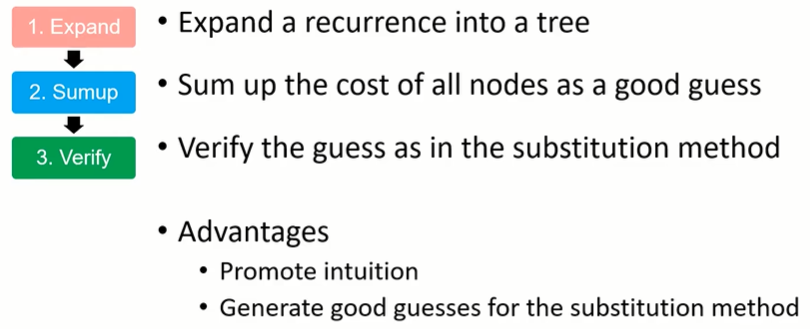 1. Expand
• Expand a recurrence into a tree
2. Sumup
• Sum up the cost of all nodes as a good guess
3. Verify
• Verify the guess as in the substitution method
• Advantages
• Promote intuition
• Generate good guesses for the substitution method